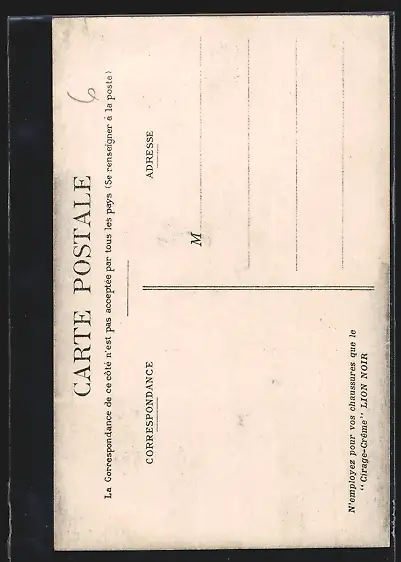 6
CARTE POSTALE
La Correspondance de ce côté n'est pas acceptée par tous les pays (Se renseigner à la poste)
CORRESPONDANCE
ADRESSE
M
N'employez pour vos chaussures que le
"Cirage-Crême" LION NOIR